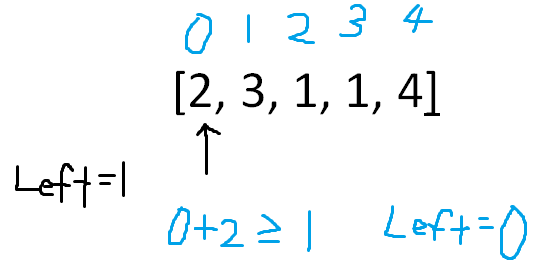 0 1 2 3 4
[2, 3, 1, 1, 4]
Left=1
0+2≥1 Left=0